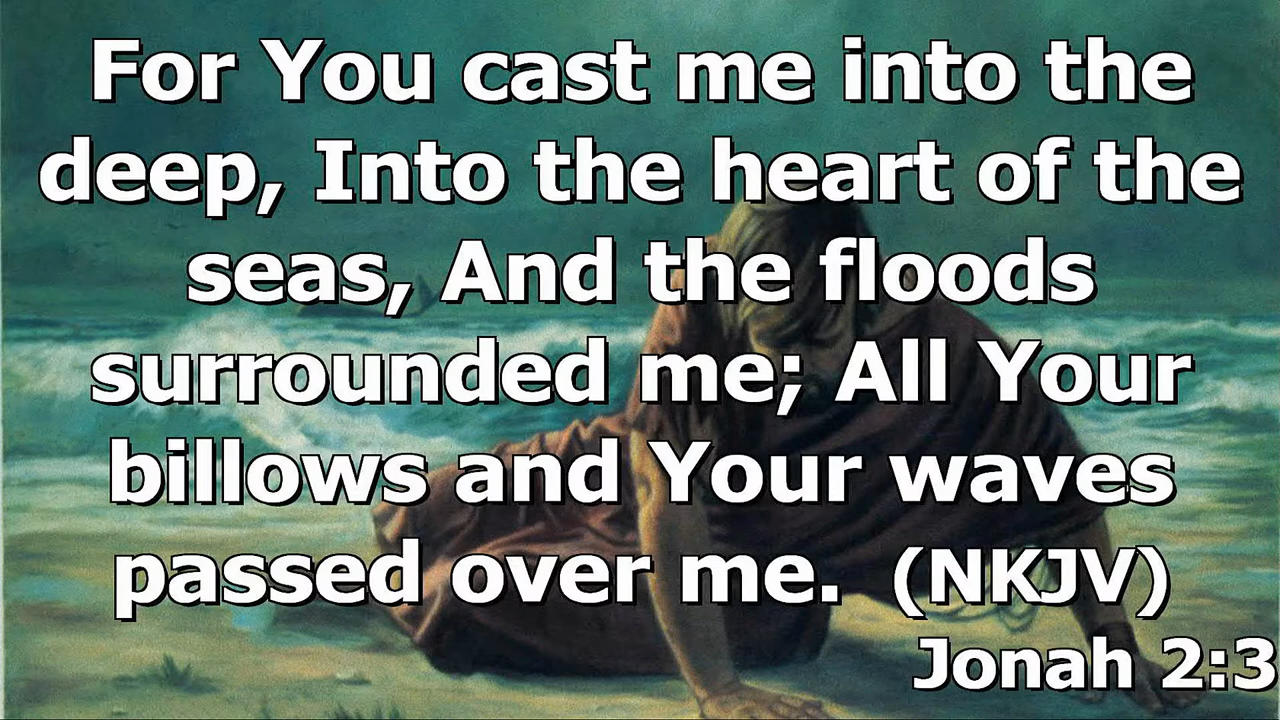 For You cast me into the
deep, Into the heart of the
seas, And the floods
surrounded me; All Your
billows and Your waves
passed over me. (NKJV)
Jonah 2:3